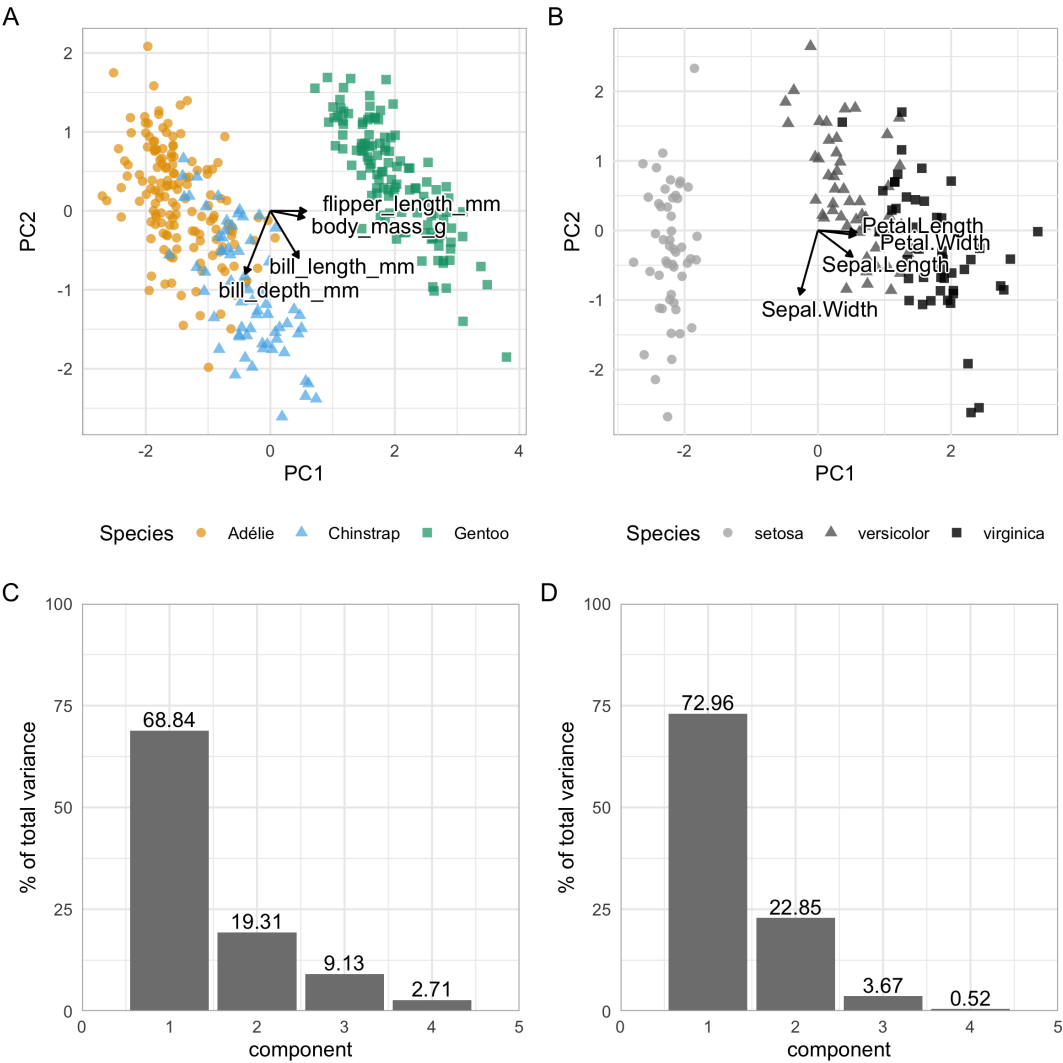 A
PC2
2
1
0
-1
-2
flipper_length_mm
body_mass_g
bill_length_mm
bill_depth_mm
-2 0 2 4
PC1
Species Adélie Chinstrap Gentoo
B
PC2
2
1
0
-1
-2
Petal.Length
Petal.Width
Sepal.Length
Sepal.Width
-2 0 2
PC1
Species setosa versicolor virginica
C
% of total variance
100
75
50
25
0
68.84
19.31
9.13
2.71
0 1 2 3 4 5
component
D
% of total variance
100
75
50
25
0
72.96
22.85
3.67
0.52
0 1 2 3 4 5
component